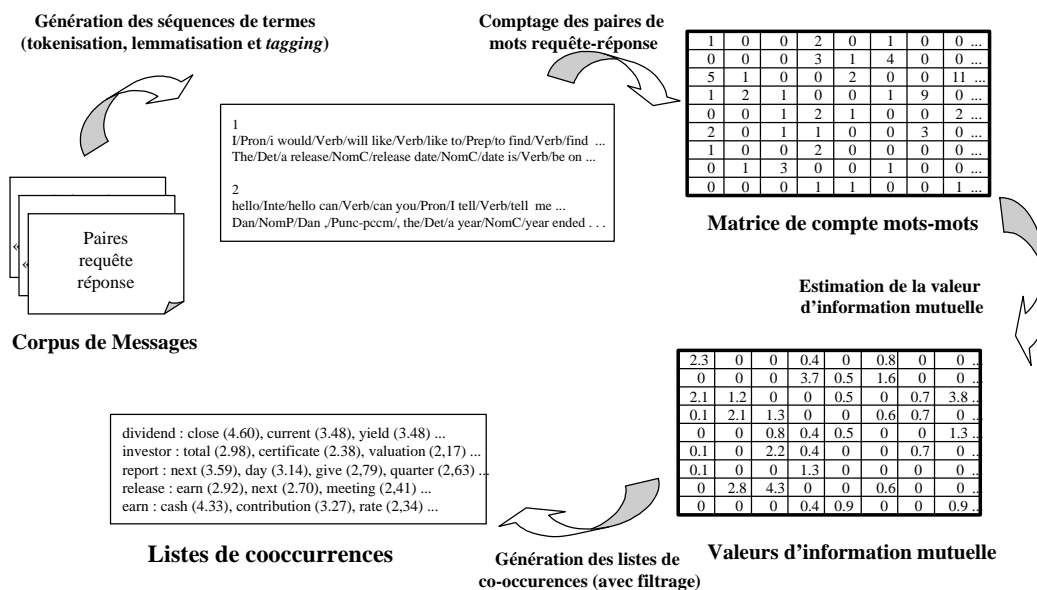 Génération des séquences de termes
(tokenisation, lemmatisation et tagging)
Comptage des paires de
mots requête-réponse
1 0 0 2 0 1 0 0 ...
0 0 0 3 1 4 0 0 ...
5 1 0 0 2 0 0 11 ...
1 2 1 0 0 1 9 0 ...
0 0 1 2 1 0 0 2 ...
2 0 1 1 0 0 3 0 ...
1 0 0 2 0 0 0 0 ...
0 1 3 0 0 1 0 0 ...
0 0 0 1 1 0 0 1 ...
Matrice de compte mots-mots
1
I/Pron/i would/Verb/will like/Verb/like to/Prep/to find/Verb/find ...
The/Det/a release/NomC/release date/NomC/date is/Verb/be on ...
2
hello/Inte/hello can/Verb/can you/Pron/I tell/Verb/tell me ...
Dan/NomP/Dan ,/Punc-pccm/, the/Det/a year/NomC/year ended . . .
«
«
Paires
requête
réponse
Corpus de Messages
Estimation de la valeur
d’information mutuelle
2.3 0 0 0.4 0 0.8 0 0 ...
0 0 0 3.7 0.5 1.6 0 0 ...
2.1 1.2 0 0 0.5 0 0.7 3.8 ...
0.1 2.1 1.3 0 0 0.6 0.7 0 ...
0 0 0.8 0.4 0.5 0 0 1.3 ...
0.1 0 2.2 0.4 0 0 0.7 0 ...
0.1 0 0 1.3 0 0 0 0 ...
0 2.8 4.3 0 0 0.6 0 0 ...
0 0 0 0.4 0.9 0 0 0.9 ...
Valeurs d’information mutuelle
dividend : close (4.60), current (3.48), yield (3.48) ...
investor : total (2.98), certificate (2.38), valuation (2,17) ...
report : next (3.59), day (3.14), give (2,79), quarter (2,63) ...
release : earn (2.92), next (2.70), meeting (2,41) ...
earn : cash (4.33), contribution (3.27), rate (2,34) ...
Listes de cooccurrences
Génération des listes de
co-occurences (avec filtrage)